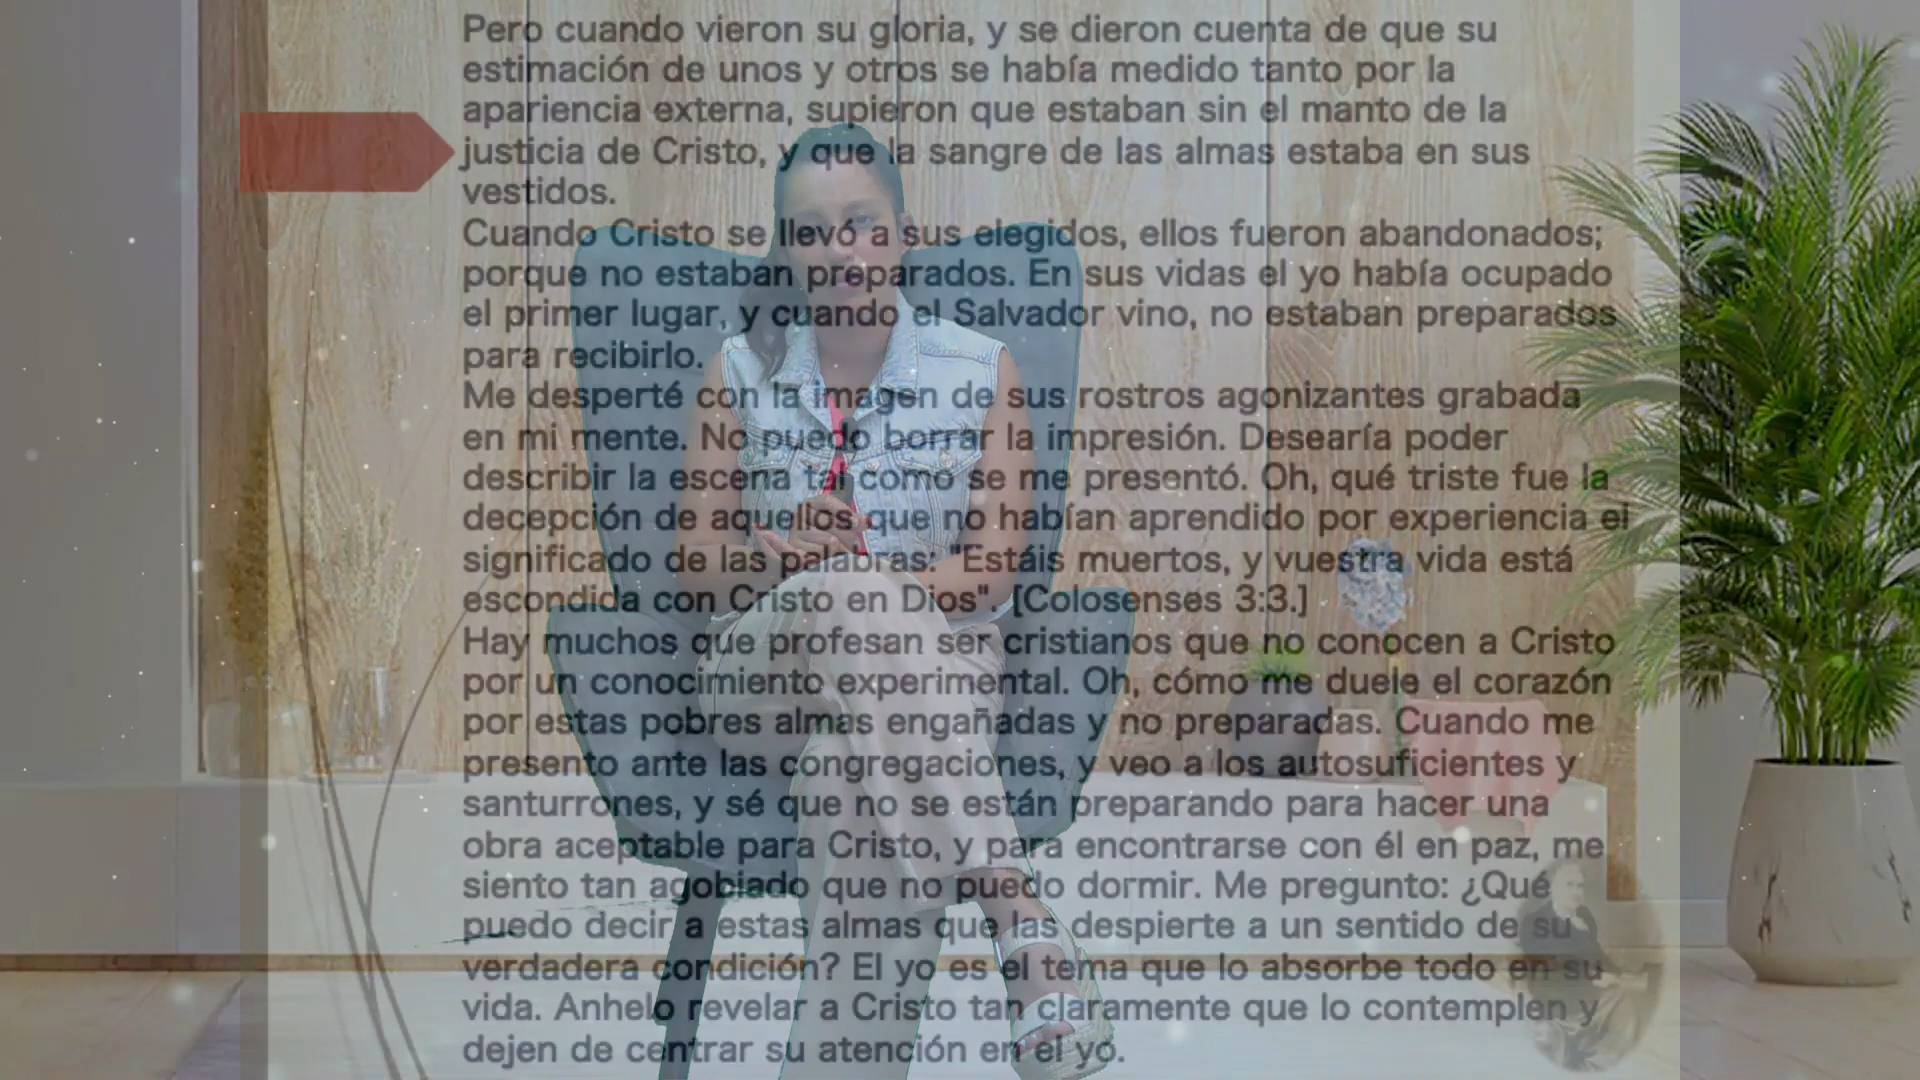 Pero cuando vieron su gloria, y se dieron cuenta de que su
estimación de unos y otros se había medido tanto por la
apariencia externa, supieron que estaban sin el manto de la
justicia de Cristo, y que la sangre de las almas estaba en sus
vestidos.
Cuando Cristo se llevó a sus elegidos, ellos fueron abandonados;
porque no estaban preparados. En sus vidas el yo había ocupado
el primer lugar, y cuando el Salvador vino, no estaban preparados
para recibirlo.
Me desperté con la imagen de sus rostros agonizantes grabada
en mi mente. No puedo borrar la impresión. Desearía poder
describir la escena tal como se me presentó. Oh, qué triste fue la
decepción de aquellos que no habían aprendido por experiencia el
significado de las palabras: "Estáis muertos, y vuestra vida está
escondida con Cristo en Dios". [Colosenses 3:3.]
Hay muchos que profesan ser cristianos que no conocen a Cristo
por un conocimiento experimental. Oh, cómo me duele el corazón
por estas pobres almas engañadas y no preparadas. Cuando me
presento ante las congregaciones, y veo a los autosuficientes y
santurrones, y sé que no se están preparando para hacer una
obra aceptable para Cristo, y para encontrarse con él en paz, me
siento tan agobiado que no puedo dormir. Me pregunto: ¿Qué
puedo decir a estas almas que las despierte a un sentido de su
verdadera condición? El yo es el tema que lo absorbe todo en su
vida. Anhelo revelar a Cristo tan claramente que lo contemplen y
dejen de centrar su atención en el yo.